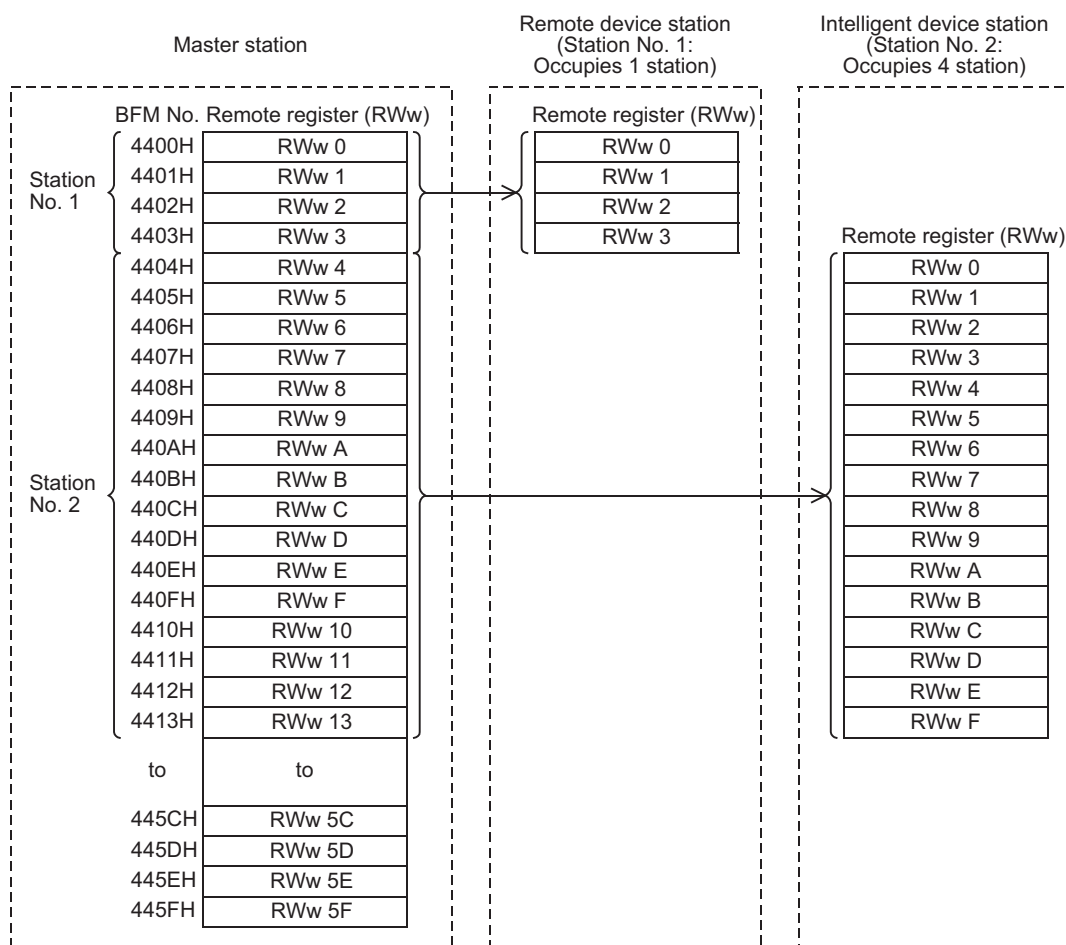 Master station
Remote device station
(Station No. 1:
Occupies 1 station)
Intelligent device station
(Station No. 2:
Occupies 4 station)
BFM No. Remote register (RWw)
Station
No. 1
4400H RWw 0
4401H RWw 1
4402H RWw 2
4403H RWw 3
Station
No. 2
4404H RWw 4
4405H RWw 5
4406H RWw 6
4407H RWw 7
4408H RWw 8
4409H RWw 9
440AH RWw A
440BH RWw B
440CH RWw C
440DH RWw D
440EH RWw E
440FH RWw F
4410H RWw 10
4411H RWw 11
4412H RWw 12
4413H RWw 13
to to
445CH RWw 5C
445DH RWw 5D
445EH RWw 5E
445FH RWw 5F
Remote register (RWw)
RWw 0
RWw 1
RWw 2
RWw 3
Remote register (RWw)
RWw 0
RWw 1
RWw 2
RWw 3
RWw 4
RWw 5
RWw 6
RWw 7
RWw 8
RWw 9
RWw A
RWw B
RWw C
RWw D
RWw E
RWw F